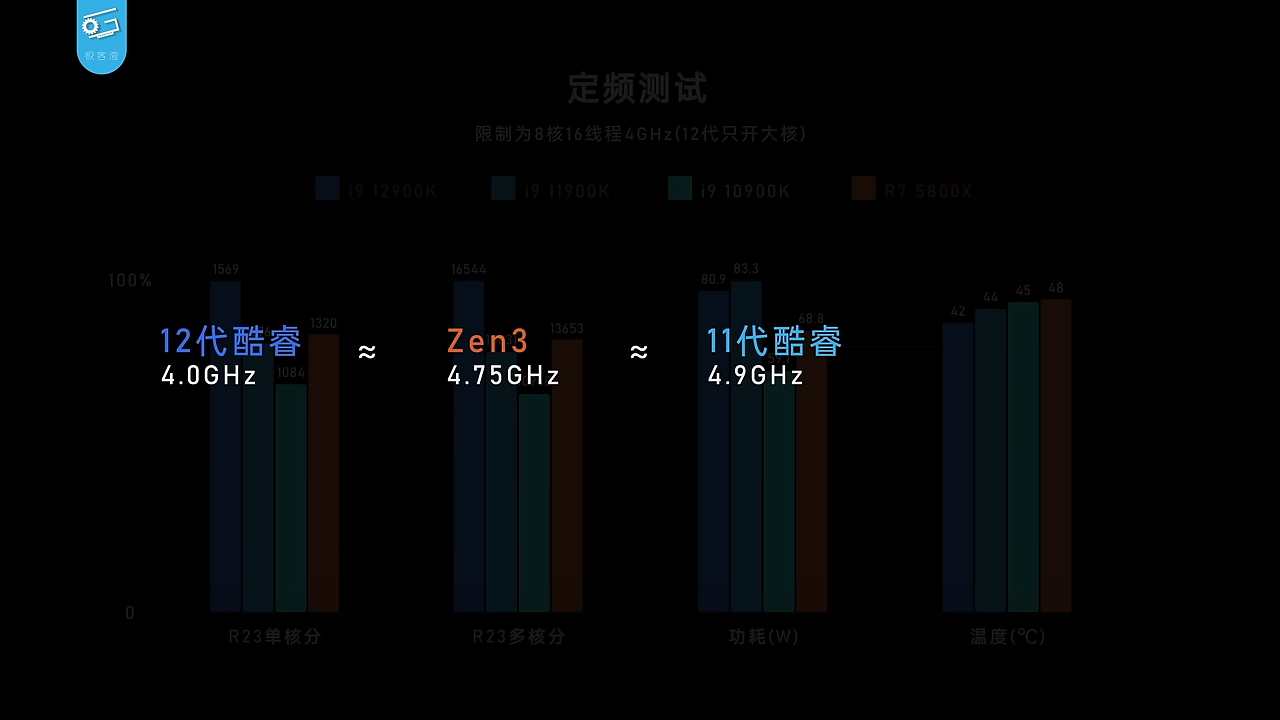 极客湾
定频测试
限制为8核16线程4GHz(12代只开大核)
i9 12900K
i9 11900K
i9 10900K
R7 5800X
100%
1569
1084
1320
16544
13653
80.9
83.3
68.8
42
44
45
48
12代酷睿
4.0GHz
≈
Zen3
4.75GHz
≈
11代酷睿
4.9GHz
0
R23单核分
R23多核分
功耗(W)
温度(℃)